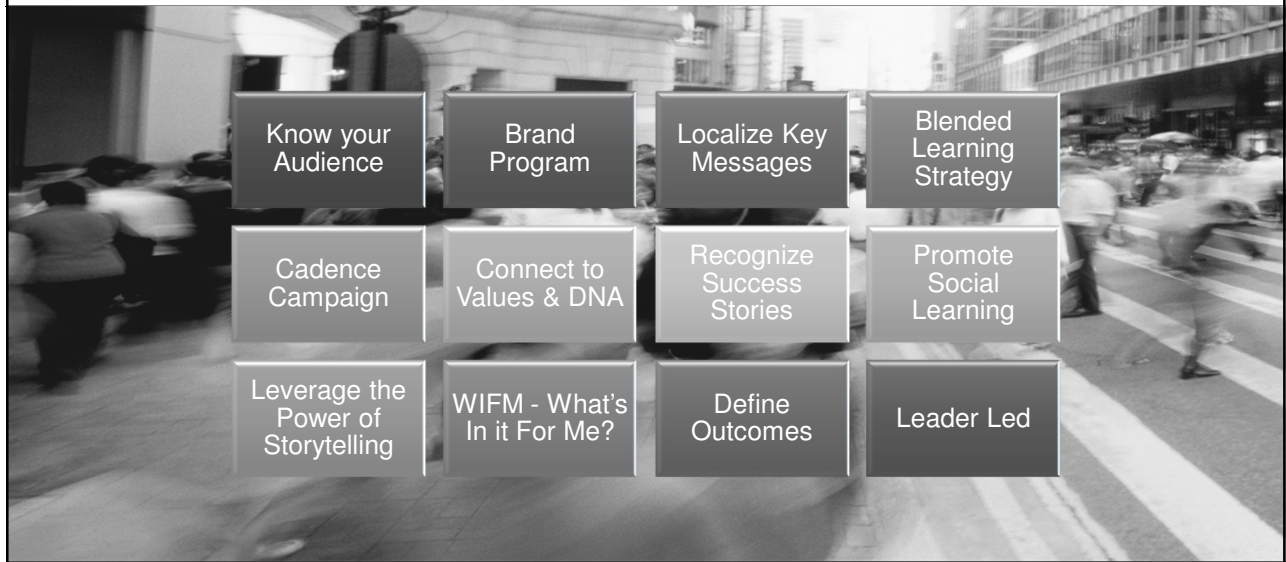 Know your
Audience
Brand
Program
Localize Key
Messages
Blended
Learning
Strategy
Cadence
Campaign
Connect to
Values & DNA
Recognize
Success
Stories
Promote
Social
Learning
Leverage the
Power of
Storytelling
WIFM - What's
In it For Me?
Define
Outcomes
Leader Led